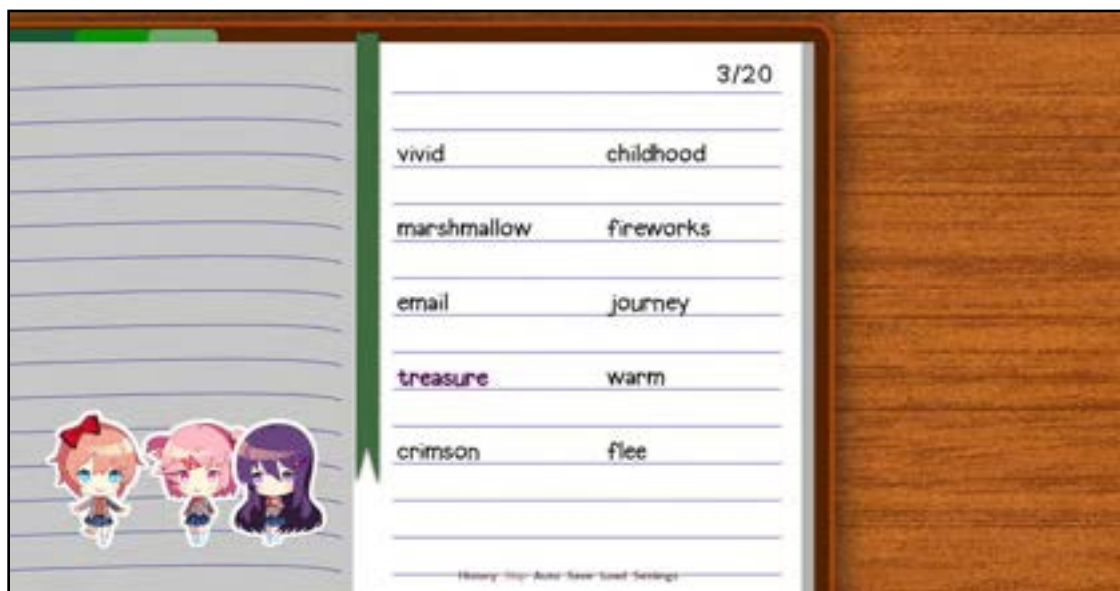 3/20
vivid childhood
marshmallow fireworks
email journey
treasure warm
crimson flee
History Skip Auto Save Load Settings